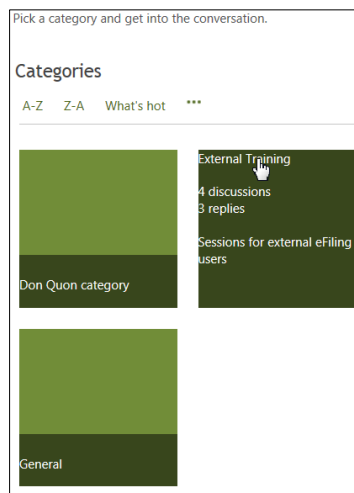 Pick a category and get into the conversation.
Categories
A-Z Z-A What's hot •••
External Training
4 discussions
3 replies
Sessions for external eFiling
users
Don Quon category
General